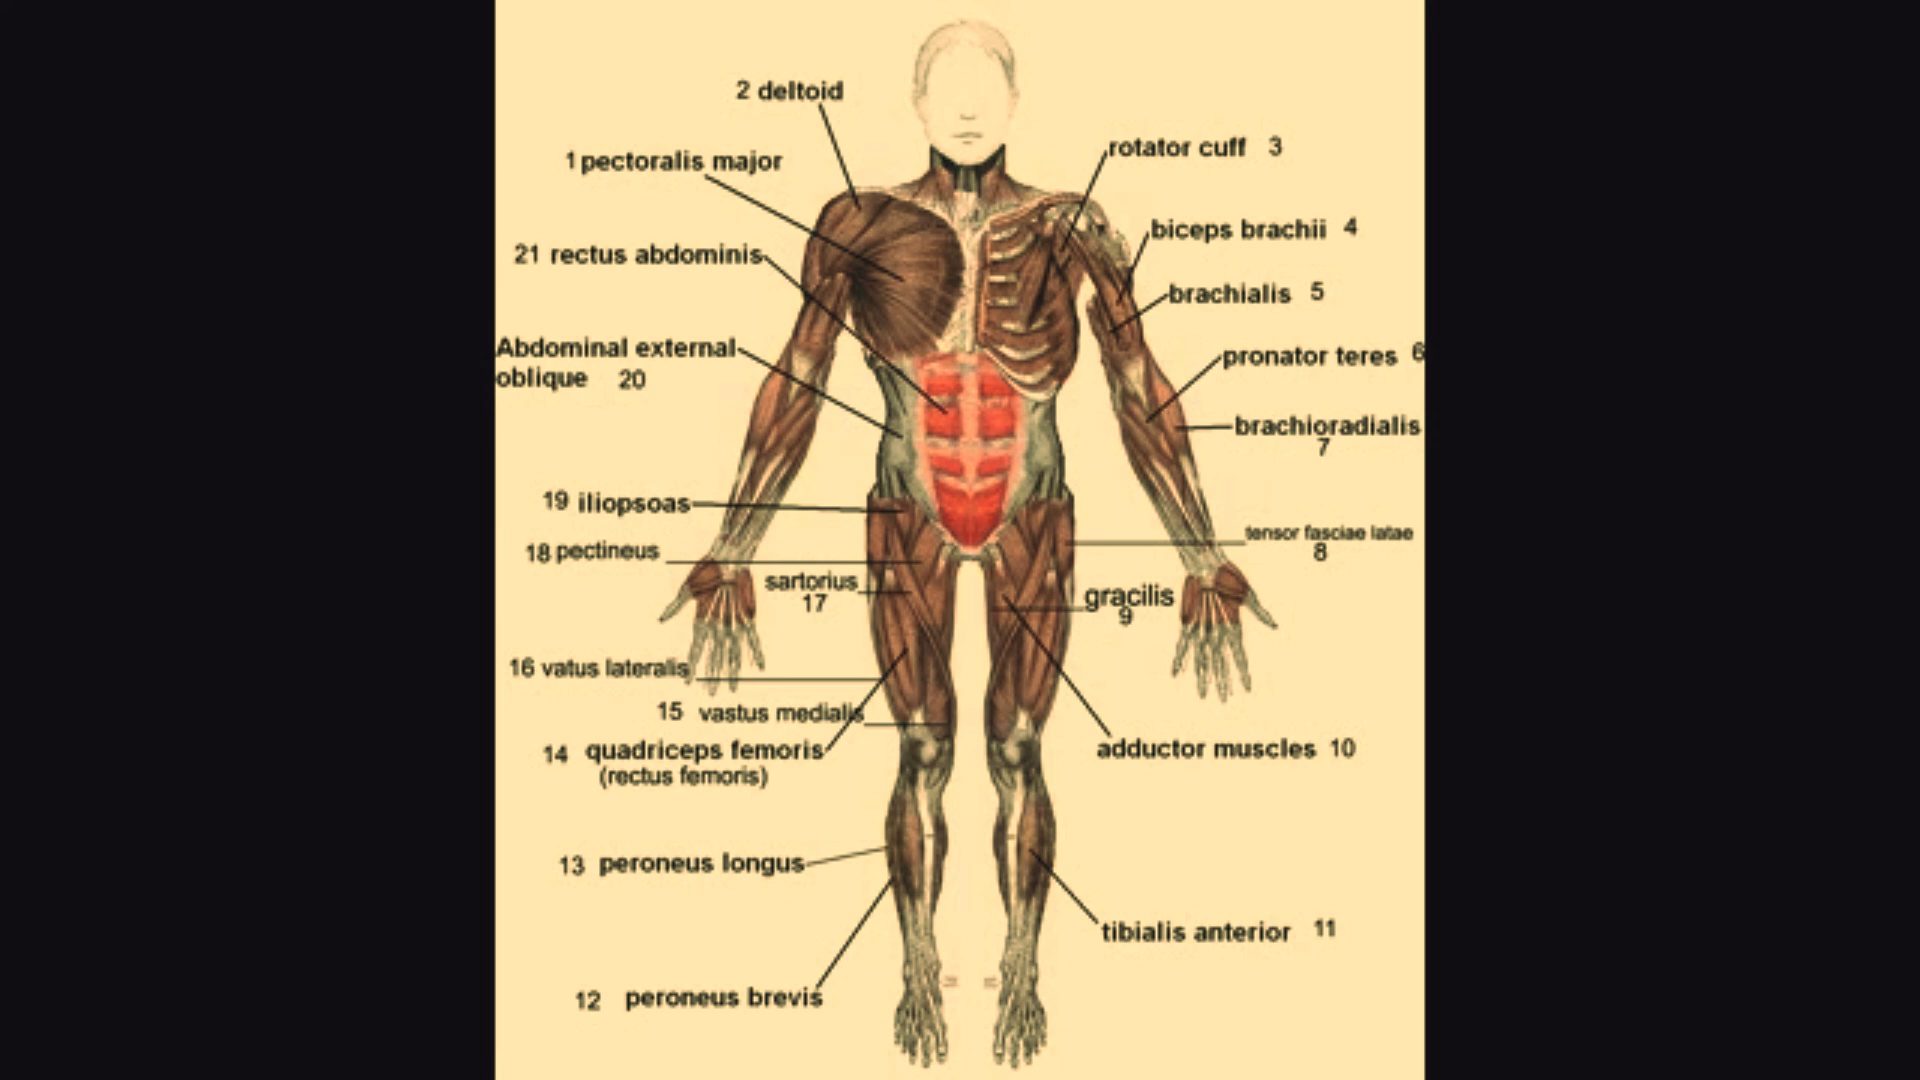 2 deltoid
1 pectoralis major
rotator cuff 3
biceps brachii 4
21 rectus abdominis
brachialis 5
Abdominal external
oblique 20
pronator teres 6
brachioradialis
7
19 iliopsoas
tensor fasciae latae
8
18 pectineus
sartorius
17
gracilis
9
16 vatus lateralis
15 vastus medialis
14 quadriceps femoris
(rectus femoris)
adductor muscles 10
13 peroneus longus
tibialis anterior 11
12 peroneus brevis